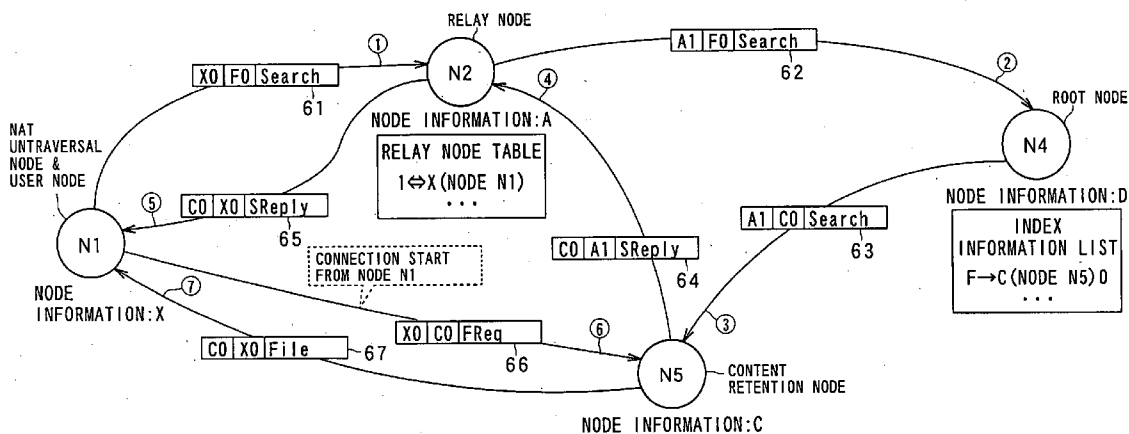 RELAY NODE
①
X0 F0 Search
61
N2
A1 F0 Search
62
②
④
ROOT NODE
N4
NODE INFORMATION:A
RELAY NODE TABLE
1⇔X(NODE N1)
...
NAT
UNTRAVERSAL
NODE &
USER NODE
C0 X0 SReply
65
⑤
N1
NODE
INFORMATION:X
NODE INFORMATION:D
INDEX
INFORMATION LIST
F→C(NODE N5)0
...
A1 C0 Search
63
C0 A1 SReply
64
CONNECTION START
FROM NODE N1
⑦
③
X0 C0 FReq
66
⑥
C0 X0 File
67
N5
CONTENT
RETENTION NODE
NODE INFORMATION:C